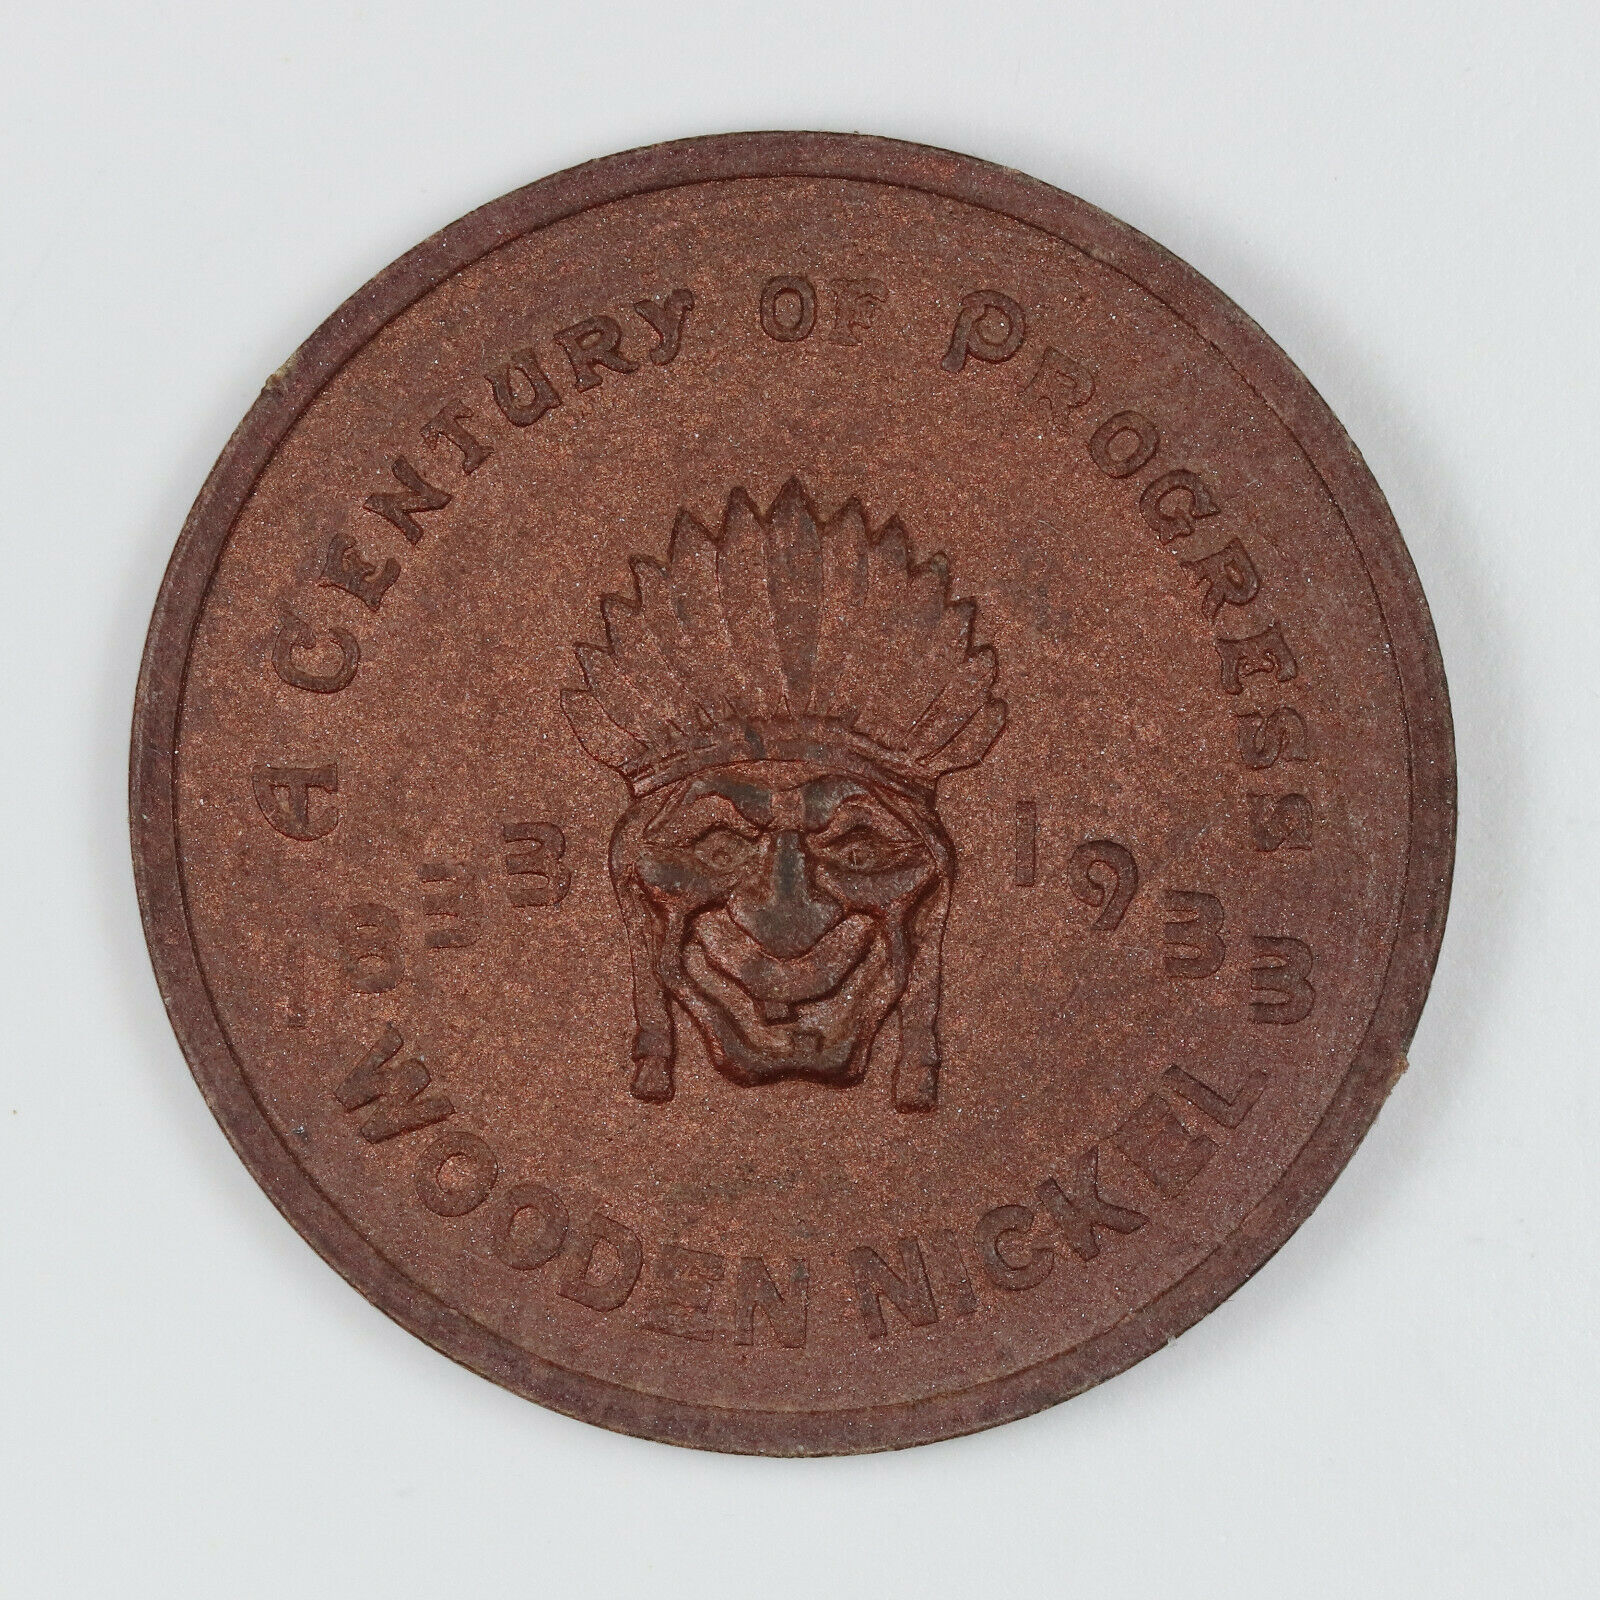 A CENTURY OF PROGRESS
1833 1933
WOODEN NICKEL